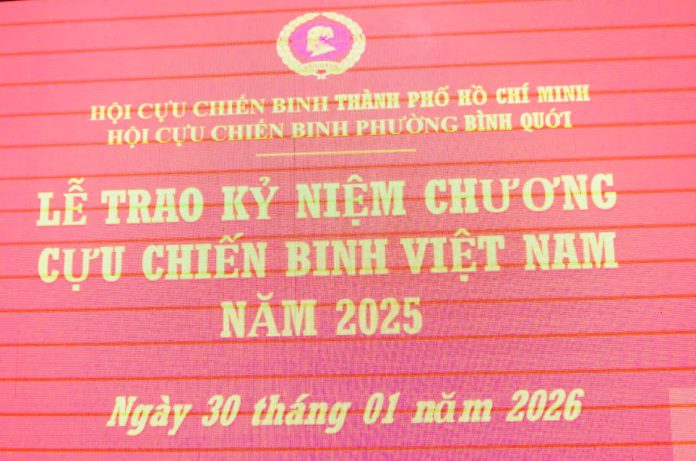 HỘI CỰU CHIẾN BINH THÀNH PHỐ HỒ CHÍ MINH
HỘI CỰU CHIẾN BINH PHƯỜNG BÌNH QUỚI
LỄ TRAO KỶ NIỆM CHƯƠNG
CỰU CHIẾN BINH VIỆT NAM
NĂM 2025
Ngày 30 tháng 01 năm 2026